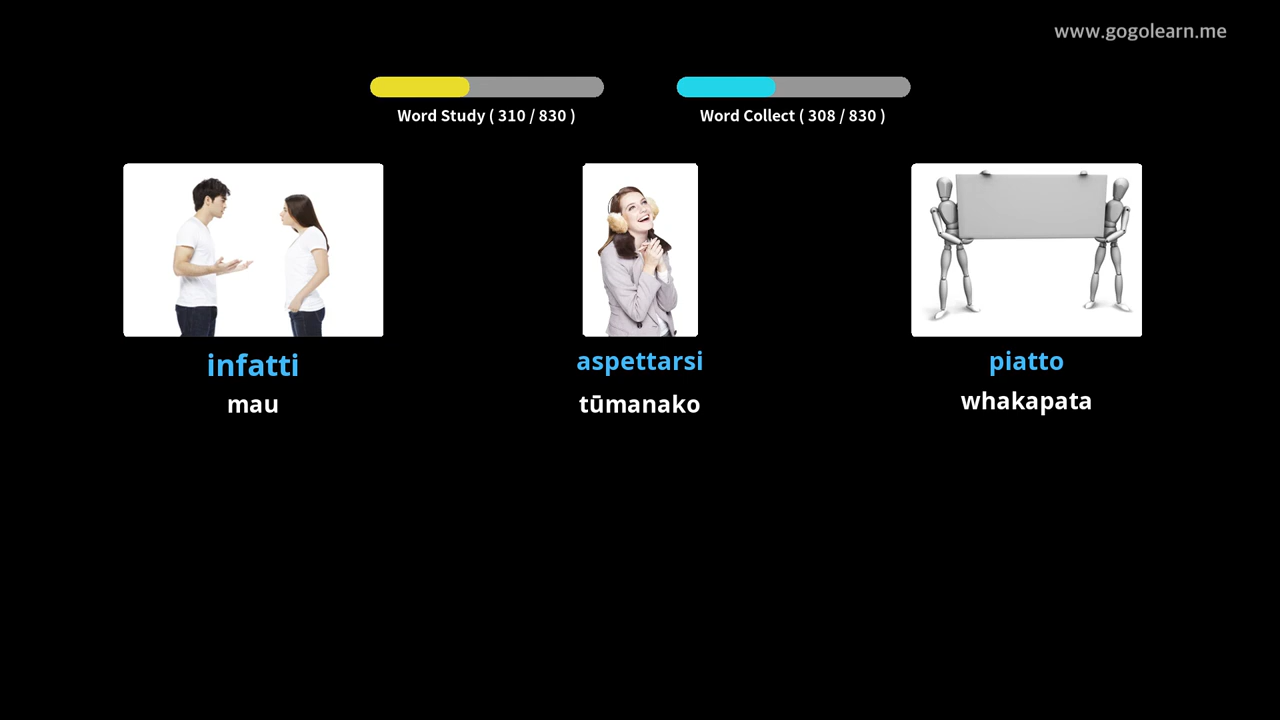 www.gogolearn.me
Word Study ( 310 / 830 )
Word Collect ( 308 / 830 )
infatti
mau
aspettarsi
tūmanako
piatto
whakapata